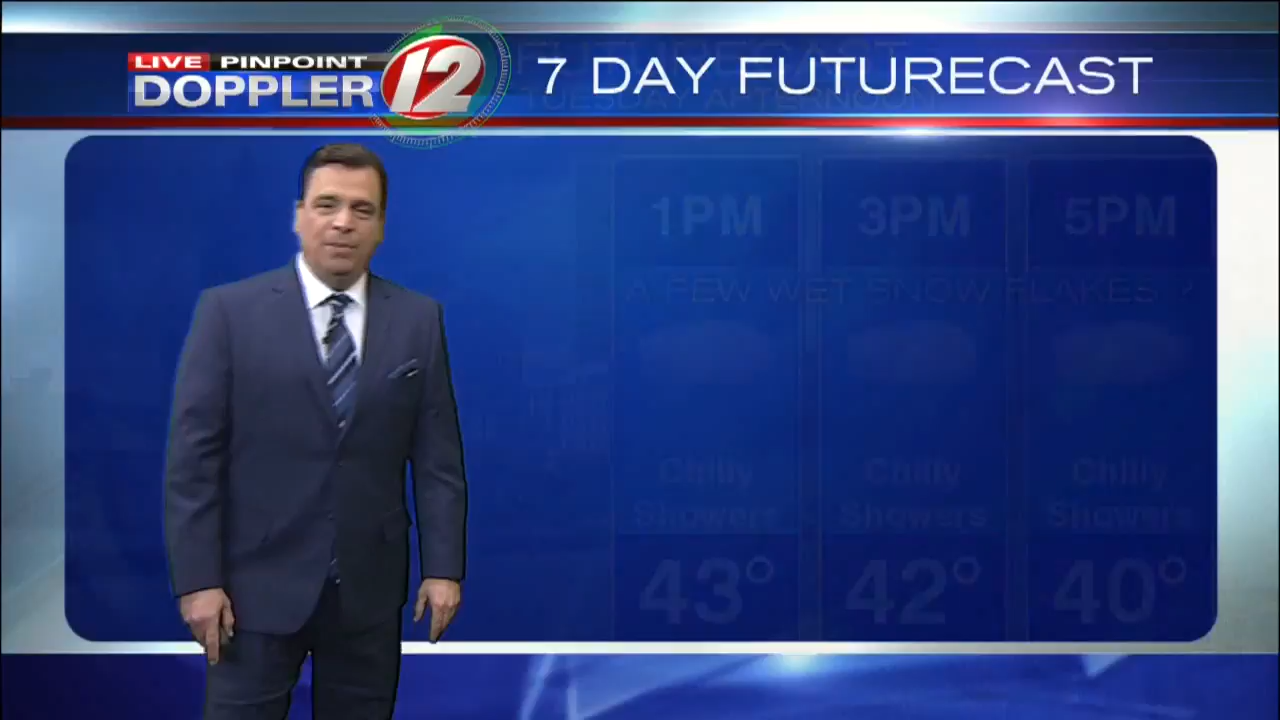 LIVE PINPOINT
DOPPLER 12
7 DAY FUTURECAST
FUTURECAST
TUESDAY AFTERNOON
1PM 3PM 5PM
A FEW WET SNOW FLAKES ?
Chilly Chilly Chilly
Showers Showers Showers
43° 42° 40°